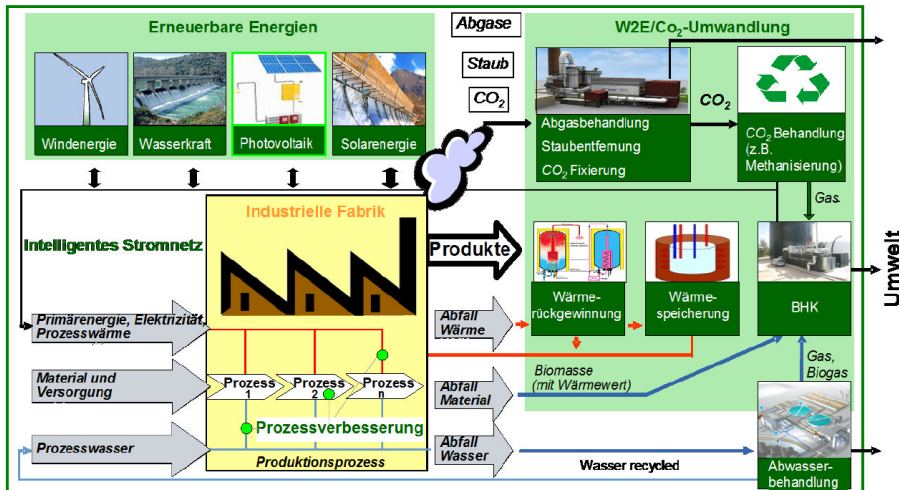 Erneuerbare Energien
Windenergie
Wasserkraft
Photovoltaik
Solarenergie
Abgase
Staub
CO2
W2E/Co2-Umwandlung
Abgasbehandlung
Staubentfernung
CO2 Fixierung
CO2
CO2 Behandlung
(z.B.
Methanisierung)
Gas.
Intelligentes Stromnetz
Industrielle Fabrik
Produkte
Wärme-
rückgewinnung
Wärme-
speicherung
BHK
Umwelt
Primärenergie, Elektrizität,
Prozesswärme
Abfall
Wärme
Material und
Versorgung
Prozess
1
Prozess
2
Prozess
n
Prozessverbesserung
Abfall
Material
Biomasse
(mit Wärmewert)
Gas,
Biogas
Prozesswasser
Produktionsprozess
Abfall
Wasser
Wasser recycled
Abwasser-
behandlung